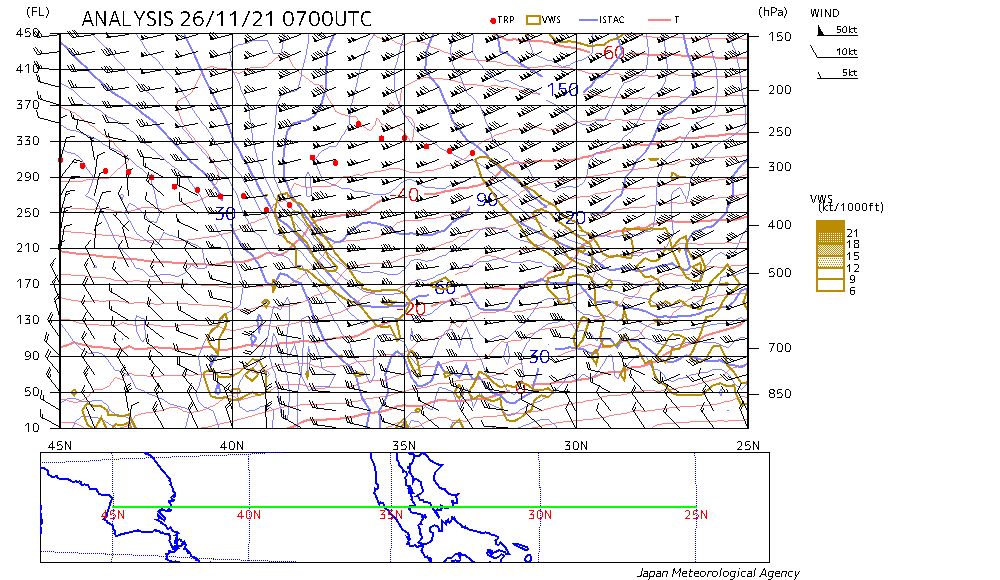 (FL) ANALYSIS 26/11/21 0700UTC TRP VWS ISTAC T (hPa) WIND
450 60 150 50kt
410 10kt
370 150 200 5kt
330 250
290 300
250 30 40 90 120 400 VWS
(kt/1000ft)
210 21
18
170 60 500 15
12
130 20 9
6
90 30 700
50 850
10
45N 40N 35N 30N 25N
45N 40N 35N 30N 25N
Japan Meteorological Agency